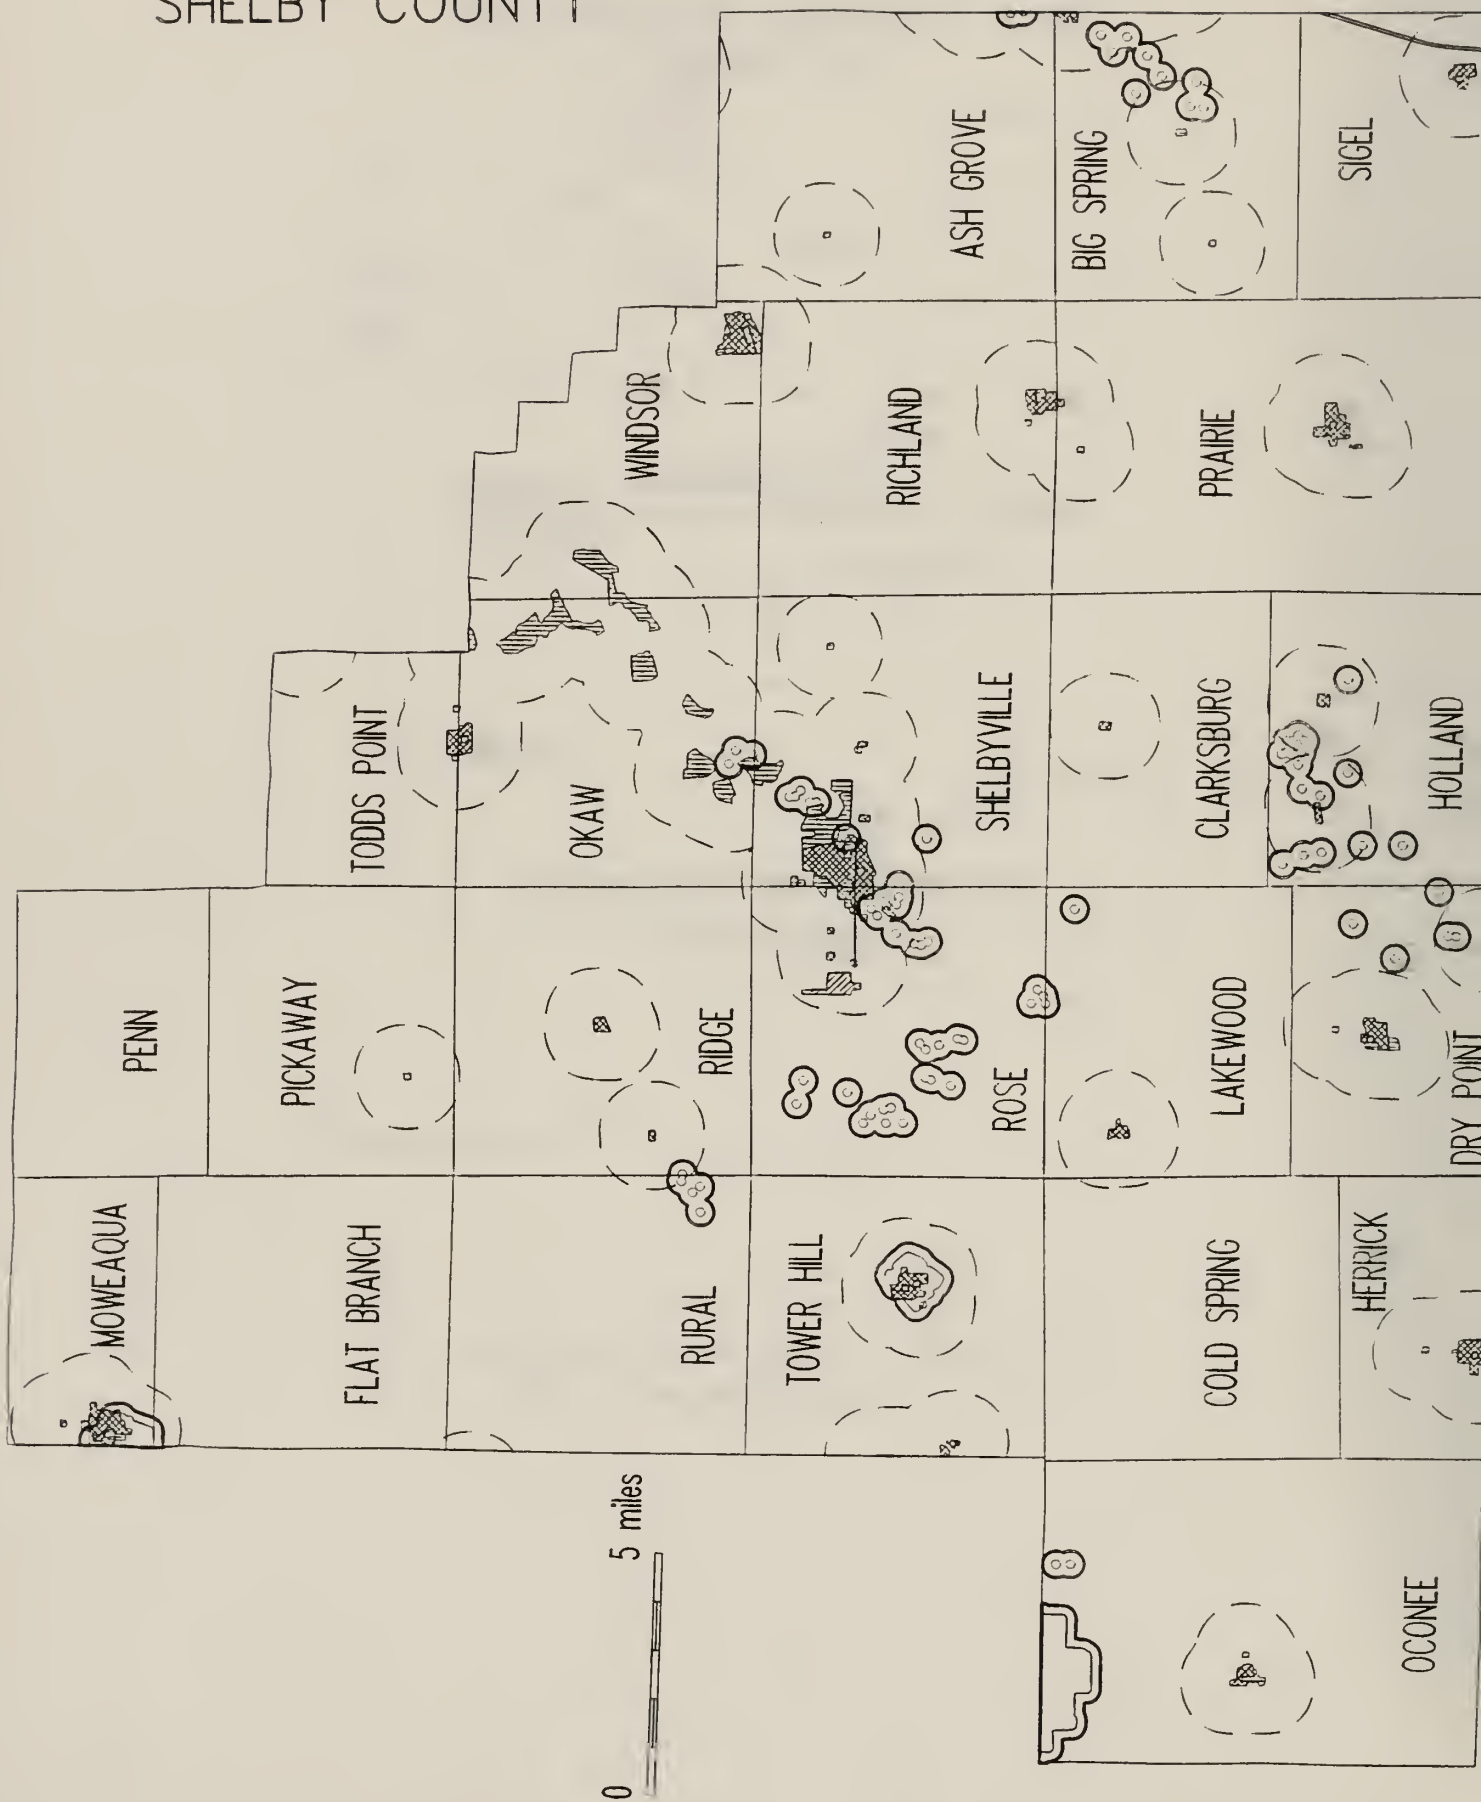 SHELBY COUNTY
PENN
MOWEAQUA
PICKAWAY
FLAT BRANCH
TODDS POINT
OKAW
RIDGE
RURAL
WINDSOR
ASH GROVE
RICHLAND
SHELBYVILLE
ROSE
TOWER HILL
BIG SPRING
PRAIRIE
CLARKSBURG
LAKEWOOD
COLD SPRING
SIGEL
HOLLAND
DRY POINT
HERRICK
OCONEE
0
5 miles